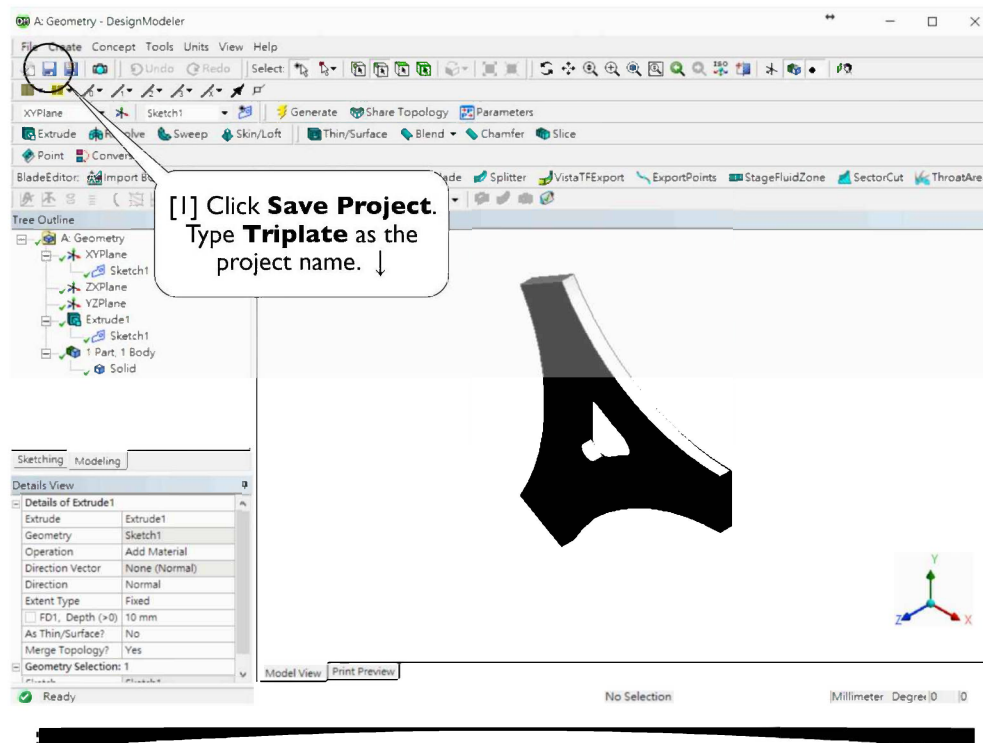 A: Geometry - DesignModeler
File Create Concept Tools Units View Help
Undo Redo Select:
XYPlane Sketch1 Generate Share Topology Parameters
Extrude Sweep Skin/Loft Thin/Surface Blend Chamfer Slice
Point
BladeEditor: Splitter VistaTFExport ExportPoints StageFluidZone SectorCut ThroatAre
[1] Click Save Project.
Type Triplate as the
project name. ↓
Tree Outline
A: Geometry
XYPlane
Sketch1
ZXPlane
YZPlane
Extrude1
Sketch1
1 Part, 1 Body
Solid
Sketching Modeling
Details View
Details of Extrude1
Extrude Extrude1
Geometry Sketch1
Operation Add Material
Direction Vector None (Normal)
Direction Normal
Extent Type Fixed
FD1, Depth (>0) 10 mm
As Thin/Surface? No
Merge Topology? Yes
Geometry Selection: 1
Y
Z X
Model View Print Preview
Ready No Selection Millimeter Degree 0 0